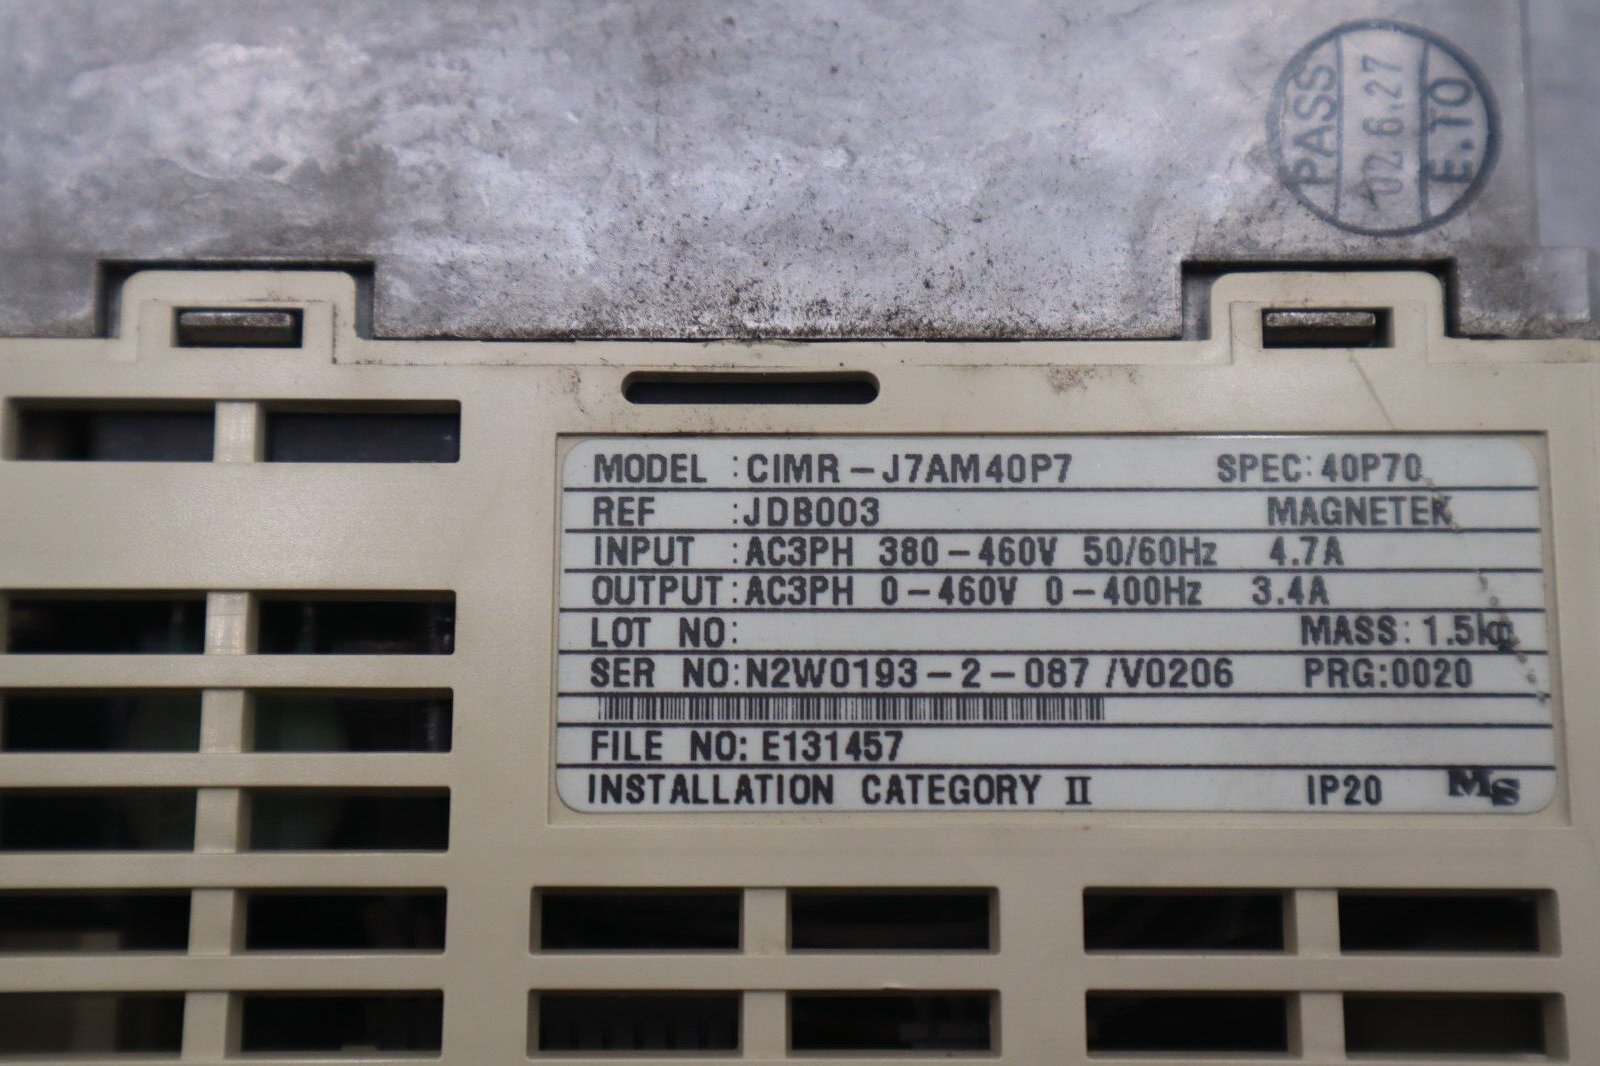 PASS
02.6.27
E.TO
MODEL :CIMR-J7AM40P7 SPEC:40P70
REF :JDB003 MAGNETEK
INPUT :AC3PH 380-460V 50/60Hz 4.7A
OUTPUT:AC3PH 0-460V 0-400Hz 3.4A
LOT NO: MASS: 1.5kg
SER NO:N2W0193-2-087 /V0206 PRG:0020
FILE NO: E131457
INSTALLATION CATEGORY II IP20 MS